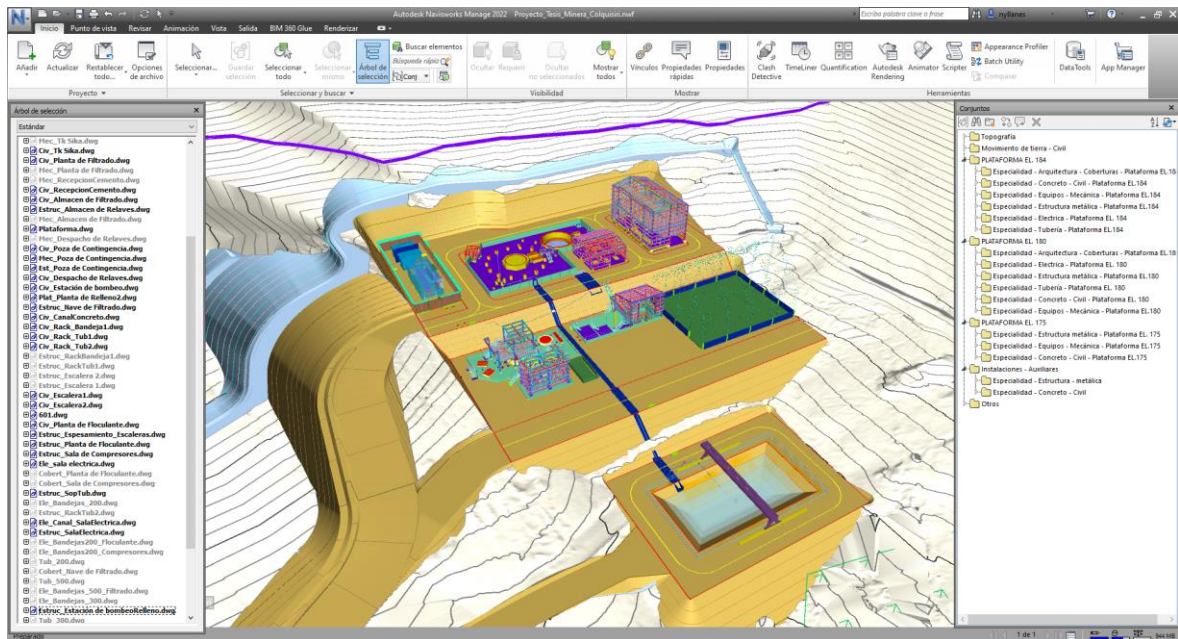 Autodesk Navisworks Manage 2022 Proyecto_Tesis_Minera_Colquisiri.nwf
Escriba palabra clave o frase
nyllanes
Inicio Punto de vista Revisar Animación Vista Salida BIM 360 Glue Renderizar
Añadir
Actualizar
Restablecer todo...
Opciones de archivo
Proyecto
Seleccionar...
Guardar selección
Seleccionar todo
Seleccionar mismo
Árbol de selección
Buscar elementos
Búsqueda rápida
Conj
Seleccionar y buscar
Ocultar
Requerir
Ocultar no seleccionados
Mostrar todos
Visibilidad
Vínculos
Propiedades rápidas
Propiedades
Mostrar
Clash Detective
TimeLiner
Quantification
Autodesk Rendering
Animator
Scripter
Appearance Profiler
Batch Utility
Comparar
DataTools
App Manager
Herramientas
Árbol de selección
Estándar
Mec_Tk Sika.dwg
Civ_Tk Sika.dwg
Civ_Planta de Filtrado.dwg
Mec_Planta de Filtrado.dwg
Mec_RecepcionCemento.dwg
Civ_RecepcionCemento.dwg
Civ_Almacen de Filtrado.dwg
Estruc_Almacen de Relaves.dwg
Mec_Almacen de Filtrado.dwg
Plataforma.dwg
Mec_Despacho de Relaves.dwg
Civ_Poza de Contingencia.dwg
Mec_Poza de Contingencia.dwg
Est_Poza de Contingencia.dwg
Civ_Despacho de Relaves.dwg
Civ_Estación de bombeo.dwg
Plat_Planta de Relleno2.dwg
Estruc_Nave de Filtrado.dwg
Civ_CanalConcreto.dwg
Civ_Rack_Bandeja1.dwg
Civ_Rack_Tub1.dwg
Civ_Rack_Tub2.dwg
Estruc_RackBandeja1.dwg
Estruc_RackTub1.dwg
Estruc_Escalera 2.dwg
Estruc_Escalera 1.dwg
Civ_Escalera1.dwg
Civ_Escalera2.dwg
601.dwg
Civ_Planta de Floculante.dwg
Estruc_Espesamiento_Escaleras.dwg
Estruc_Planta de Floculante.dwg
Estruc_Sala de Compresores.dwg
Ele_sala electrica.dwg
Cobert_Planta de Floculante.dwg
Cobert_Sala de Compresores.dwg
Estruc_SopTub.dwg
Ele_Bandejas_200.dwg
Estruc_RackTub2.dwg
Ele_Canal_SalaElectrica.dwg
Estruc_SalaElectrica.dwg
Ele_Bandejas200_Floculante.dwg
Ele_Bandejas200_Compresores.dwg
Tub_200.dwg
Cobert_Nave de Filtrado.dwg
Tub_500.dwg
Ele_Bandejas_500_Filtrado.dwg
Ele_Bandejas_300.dwg
Estruc_Estación de bombeoRelleno.dwg
Tub_300.dwg
Conjuntos
Topografía
Movimiento de tierra - Civil
PLATAFORMA EL. 184
Especialidad - Arquitectura - Coberturas - Plataforma EL.18
Especialidad - Concreto - Civil - Plataforma EL.184
Especialidad - Equipos - Mecánica - Plataforma EL.184
Especialidad - Estructura metálica - Plataforma EL.184
Especialidad - Electrica - Plataforma EL. 184
Especialidad - Tubería - Plataforma EL.184
PLATAFORMA EL. 180
Especialidad - Arquitectura - Coberturas - Plataforma EL.18
Especialidad - Electrica - Plataforma EL. 180
Especialidad - Estructura metálica - Plataforma EL.180
Especialidad - Tubería - Plataforma EL. 180
Especialidad - Concreto - Civil - Plataforma EL. 180
Especialidad - Equipos - Mecánica - Plataforma EL.180
PLATAFORMA EL. 175
Especialidad - Estructura metálica - Plataforma EL.175
Especialidad - Equipos - Mecánica - Plataforma EL.175
Especialidad - Concreto - Civil - Plataforma EL.175
Instalaciones - Auxiliares
Especialidad - Estructura - metálica
Especialidad - Concreto - Civil
Otros
Preparado
1 de 1
944 MB